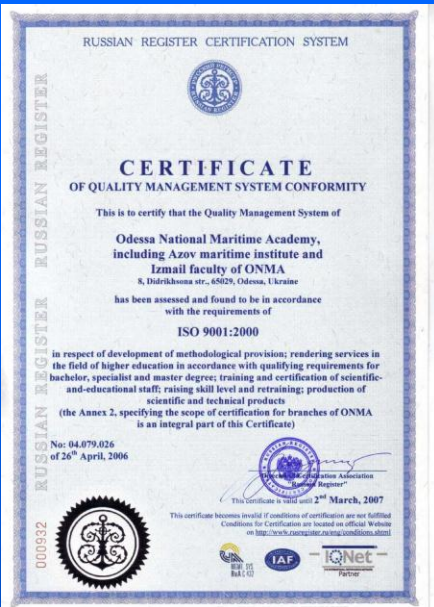 RUSSIAN REGISTER CERTIFICATION SYSTEM
CERTIFICATE
OF QUALITY MANAGEMENT SYSTEM CONFORMITY
This is to certify that the Quality Management System of
Odessa National Maritime Academy,
including Azov maritime institute and
Izmail faculty of ONMA
8, Didrikhsona str., 65029, Odessa, Ukraine
has been assessed and found to be in accordance
with the requirements of
ISO 9001:2000
in respect of development of methodological provision; rendering services in
the field of higher education in accordance with qualifying requirements for
bachelor, specialist and master degree; training and certification of scientific-
and-educational staff; raising skill level and retraining; production of
scientific and technical products
(the Annex 2, specifying the scope of certification for branches of ONMA
is an integral part of this Certificate)
No: 04.079.026
of 26th April, 2006
Certification Association
"Russian Register"
This certificate is valid until 2nd March, 2007
This certificate becomes invalid if conditions of certification are not fulfilled
Conditions for Certification are located on official Website
on http://www.rusregister.ru/eng/conditions.shtml
IAF
IQNet
Partner
RUSSIAN REGISTER RUSSIAN REGISTER
000932